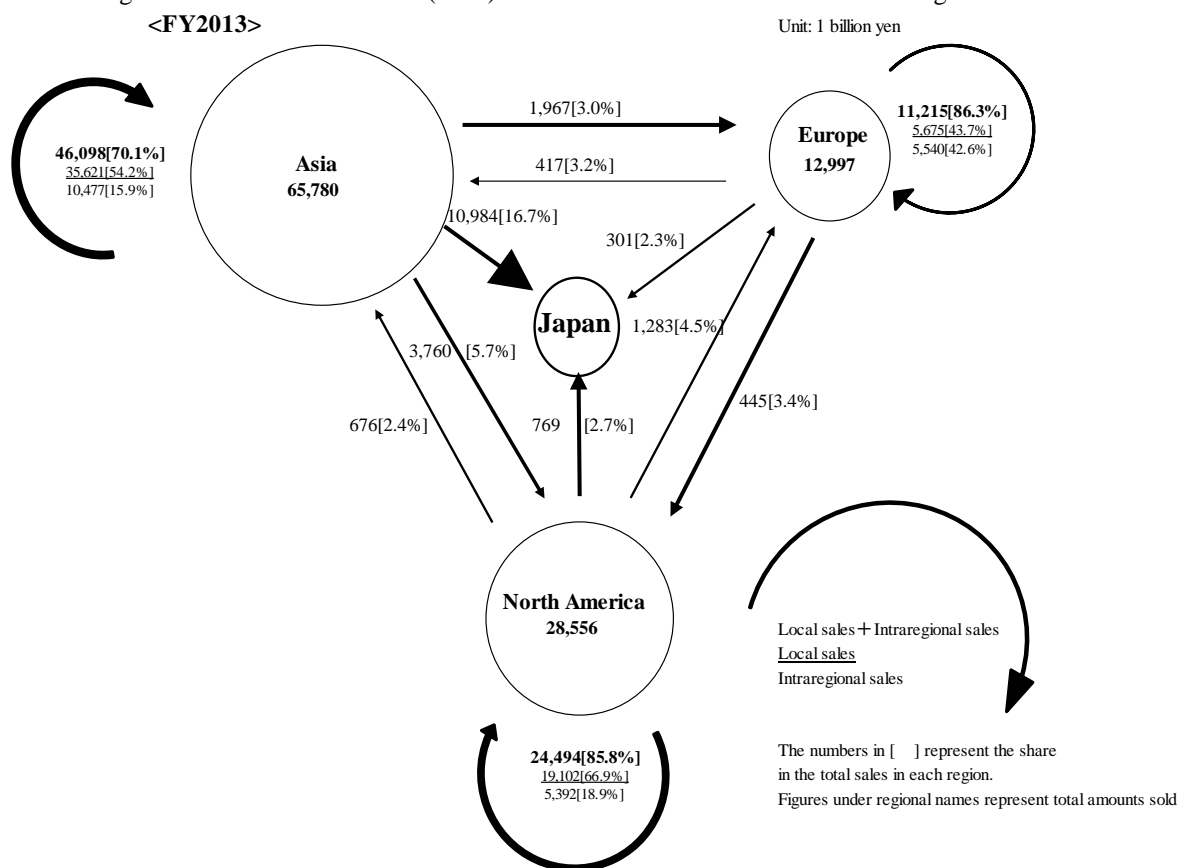 <FY2013>
Unit: 1 billion yen
1,967[3.0%]
Europe
12,997
11,215[86.3%]
5,675[43.7%]
5,540[42.6%]
46,098[70.1%]
35,621[54.2%]
10,477[15.9%]
Asia
65,780
417[3.2%]
10,984[16.7%]
301[2.3%]
Japan
1,283[4.5%]
3,760 [5.7%]
445[3.4%]
676[2.4%]
769 [2.7%]
North America
28,556
Local sales+Intraregional sales
Local sales
Intraregional sales
24,494[85.8%]
19,102[66.9%]
5,392[18.9%]
The numbers in [ ] represent the share
in the total sales in each region.
Figures under regional names represent total amounts sold